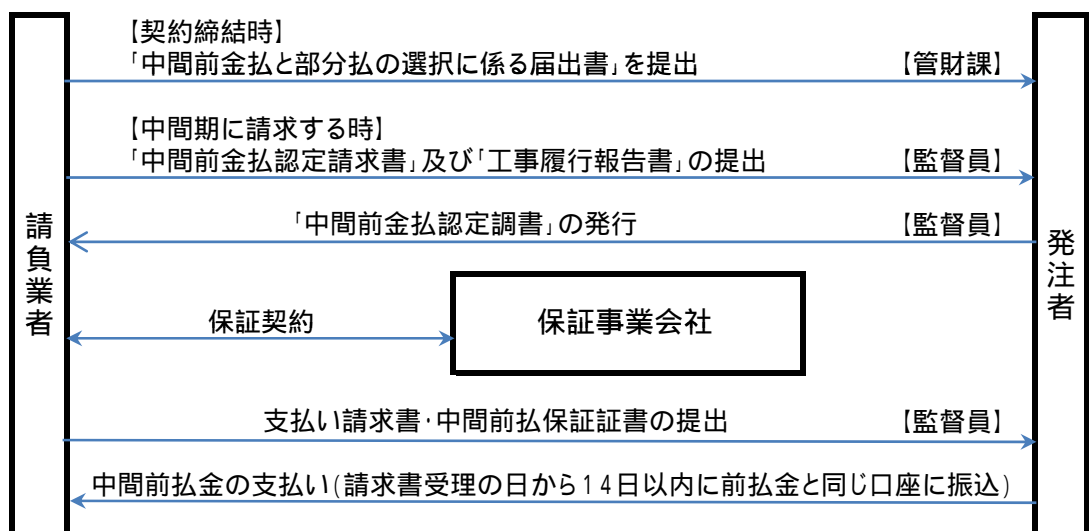 【契約締結時】
「中間前金払と部分払の選択に係る届出書」を提出 【管財課】
【中間期に請求する時】
「中間前金払認定請求書」及び「工事履行報告書」の提出 【監督員】
「中間前金払認定調書」の発行 【監督員】
請負業者
発注者
保証契約
保証事業会社
支払い請求書・中間前払保証証書の提出 【監督員】
中間前払金の支払い(請求書受理の日から14日以内に前払金と同じ口座に振込)